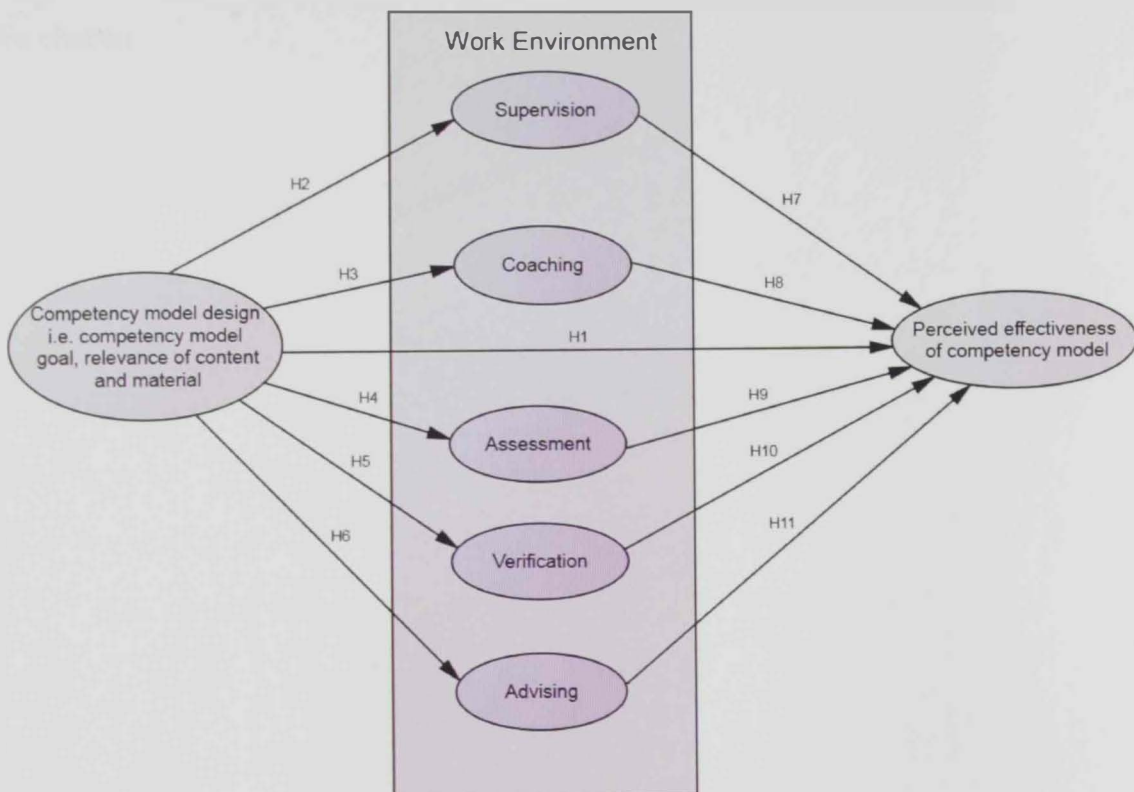 Work Environment
Supervision
H2
H7
Coaching
H3
H8
Competency model design
i.e. competency model
goal, relevance of content
and material
H1
Perceived effectiveness
of competency model
H4
H9
Assessment
H5
H10
Verification
H6
H11
Advising